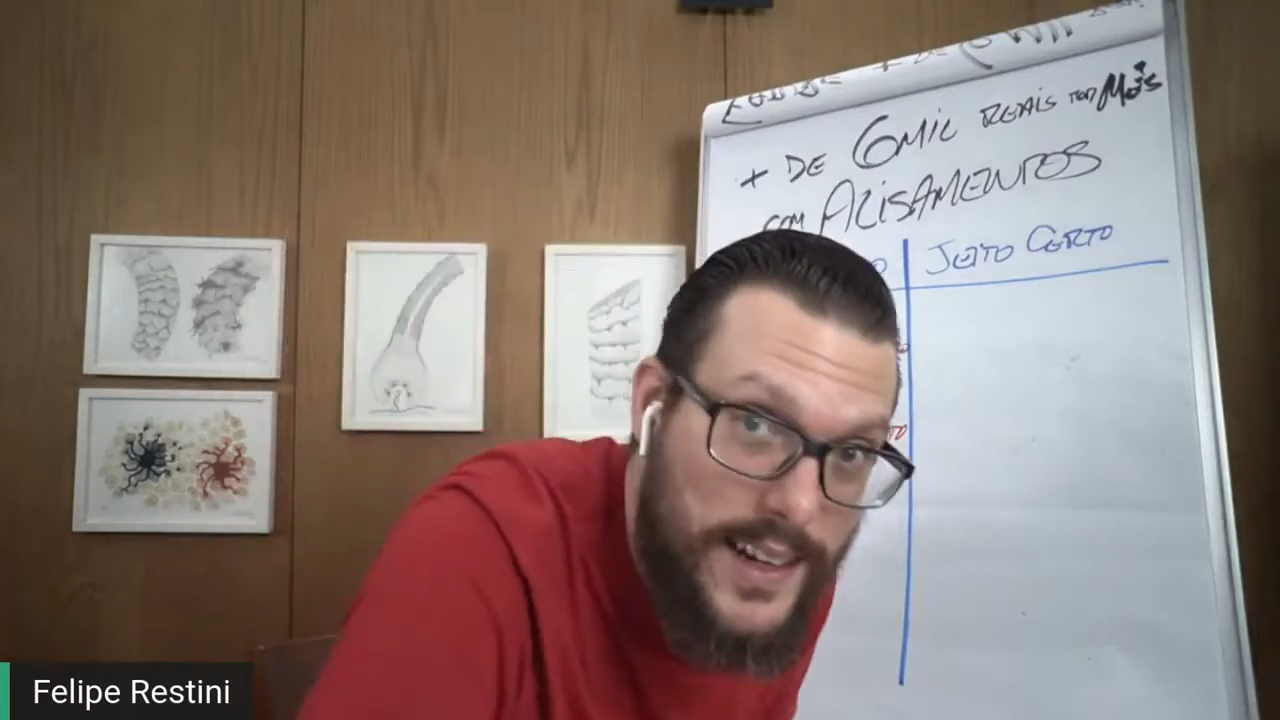 + DE 6MIL REAIS POR MêS
COM ALISAMENTOS
JEITO CERTO
Felipe Restini